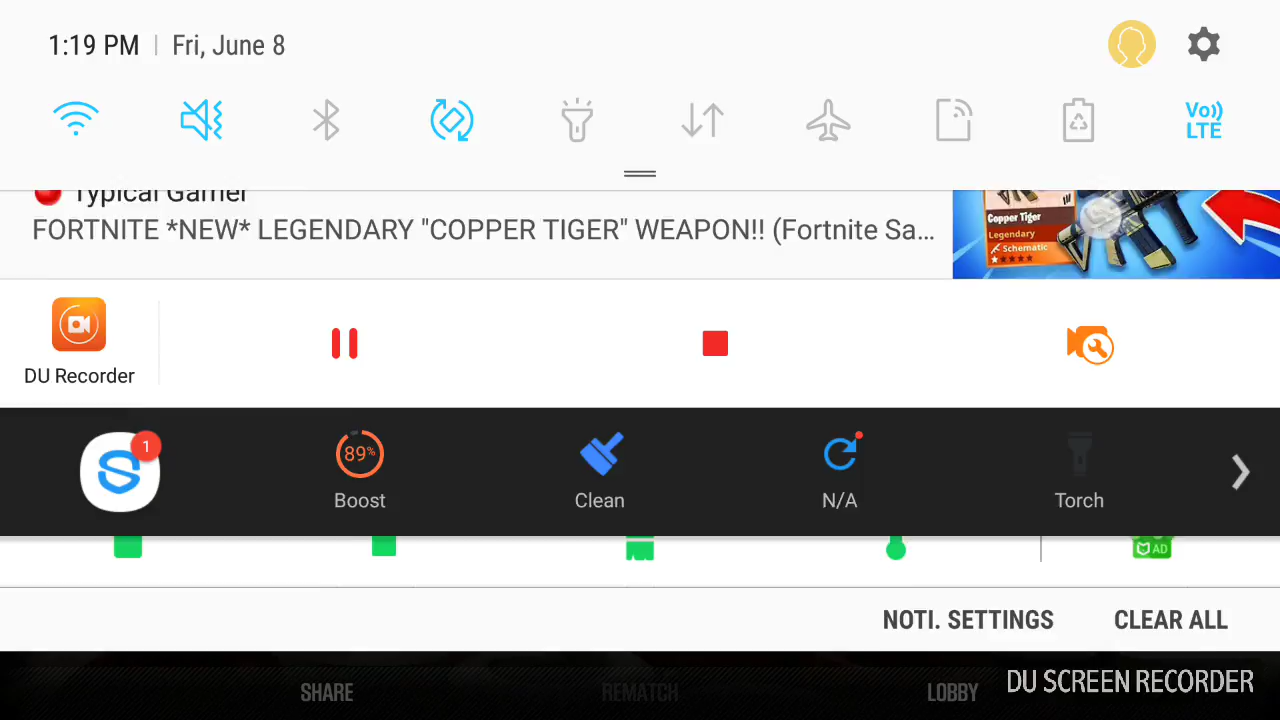 1:19 PM | Fri, June 8
Vo))
LTE
Typical Gamer
FORTNITE *NEW* LEGENDARY "COPPER TIGER" WEAPON!! (Fortnite Sa...
Copper Tiger
Legendary
Schematic
DU Recorder
1
89%
Boost
Clean
N/A
Torch
AD
NOTI. SETTINGS
CLEAR ALL
SHARE
REMATCH
LOBBY
DU SCREEN RECORDER